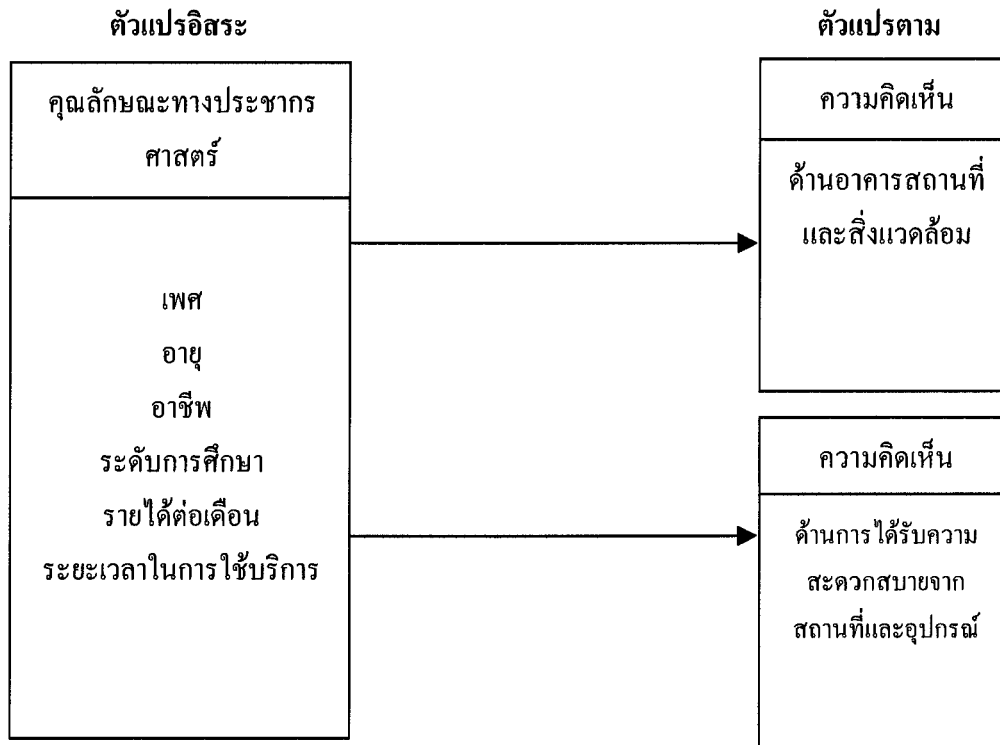 ตัวแปรอิสระ
คุณลักษณะทางประชากร
ศาสตร์
เพศ
อายุ
อาชีพ
ระดับการศึกษา
รายได้ต่อเดือน
ระยะเวลาในการใช้บริการ
ตัวแปรตาม
ความคิดเห็น
ด้านอาคารสถานที่
และสิ่งแวดล้อม
ความคิดเห็น
ด้านการได้รับความ
สะดวกสบายจาก
สถานที่และอุปกรณ์